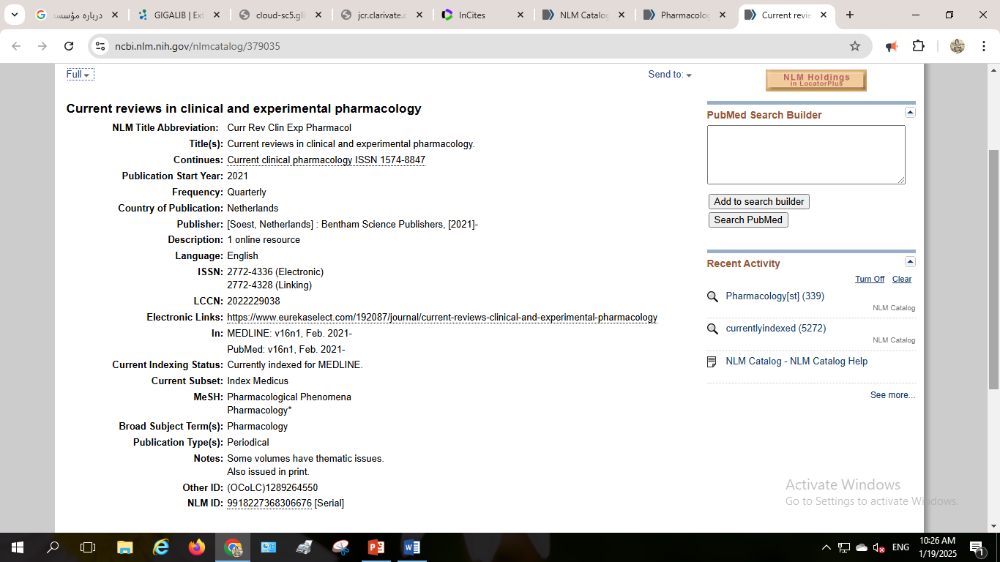 درباره مؤسسه
GIGALIB | Ext
cloud-sc5.gli
jcr.clarivate.c
InCites
NLM Catalog
Pharmacolog
Current revie
ncbi.nlm.nih.gov/nlmcatalog/379035
Full
Send to:
NLM Holdings
in LocatorPlus
Current reviews in clinical and experimental pharmacology
NLM Title Abbreviation: Curr Rev Clin Exp Pharmacol
Title(s): Current reviews in clinical and experimental pharmacology.
Continues: Current clinical pharmacology ISSN 1574-8847
Publication Start Year: 2021
Frequency: Quarterly
Country of Publication: Netherlands
Publisher: [Soest, Netherlands] : Bentham Science Publishers, [2021]-
Description: 1 online resource
Language: English
ISSN: 2772-4336 (Electronic)
2772-4328 (Linking)
LCCN: 2022229038
Electronic Links: https://www.eurekaselect.com/192087/journal/current-reviews-clinical-and-experimental-pharmacology
In: MEDLINE: v16n1, Feb. 2021-
PubMed: v16n1, Feb. 2021-
Current Indexing Status: Currently indexed for MEDLINE.
Current Subset: Index Medicus
MeSH: Pharmacological Phenomena
Pharmacology*
Broad Subject Term(s): Pharmacology
Publication Type(s): Periodical
Notes: Some volumes have thematic issues.
Also issued in print.
Other ID: (OCoLC)1289264550
NLM ID: 9918227368306676 [Serial]
PubMed Search Builder
Add to search builder
Search PubMed
Recent Activity
Turn Off Clear
Pharmacology[st] (339)
NLM Catalog
currentlyindexed (5272)
NLM Catalog
NLM Catalog - NLM Catalog Help
See more...
Activate Windows
Go to Settings to activate Windows.
ENG
10:26 AM
1/19/2025
1